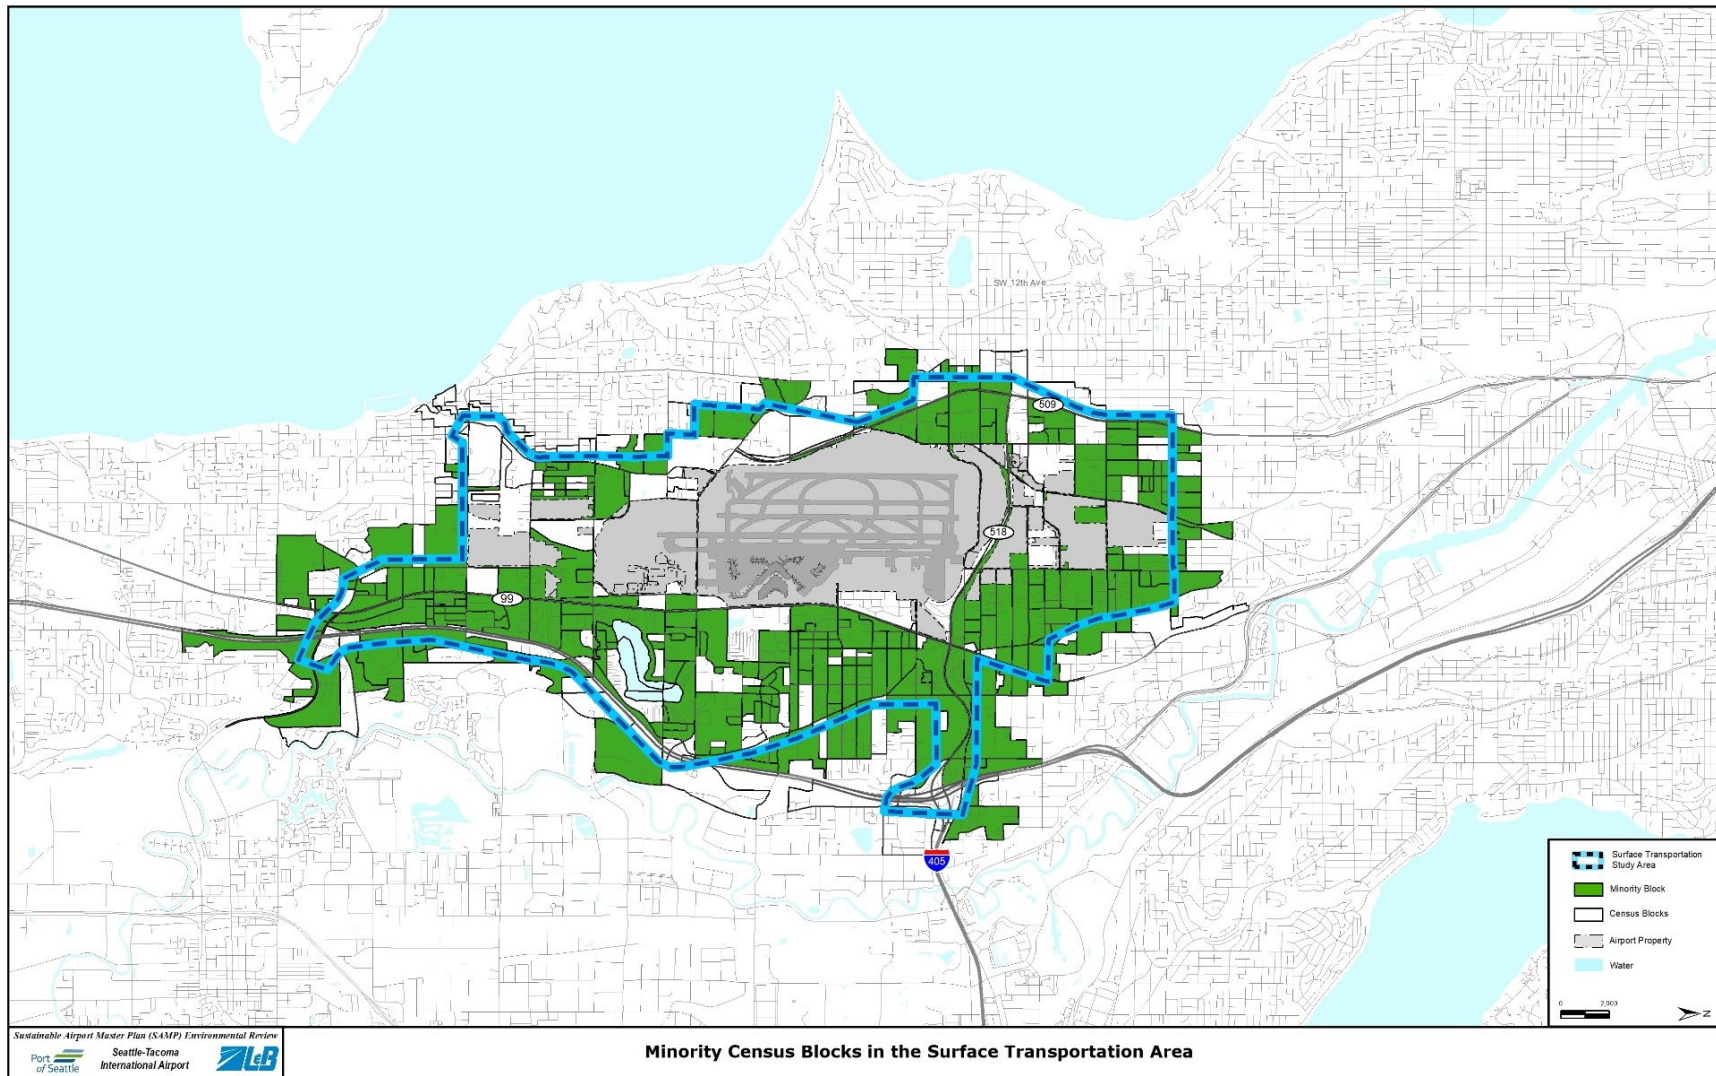 SW 12th Ave
509
518
99
405
Surface Transportation
Study Area
Minority Block
Census Blocks
Airport Property
Water
0 2,000
N
Sustainable Airport Master Plan (SAMP) Environmental Review
Port
of Seattle
Seattle-Tacoma
International Airport
L&B
Minority Census Blocks in the Surface Transportation Area